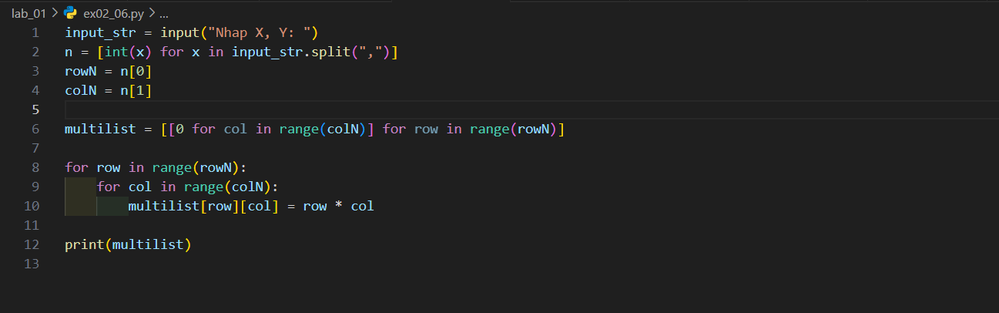 lab_01 > ex02_06.py > ...
1 input_str = input("Nhap X, Y: ")
2 n = [int(x) for x in input_str.split(",")]
3 rowN = n[0]
4 colN = n[1]
5
6 multilist = [[0 for col in range(colN)] for row in range(rowN)]
7
8 for row in range(rowN):
9     for col in range(colN):
10         multilist[row][col] = row * col
11
12 print(multilist)
13